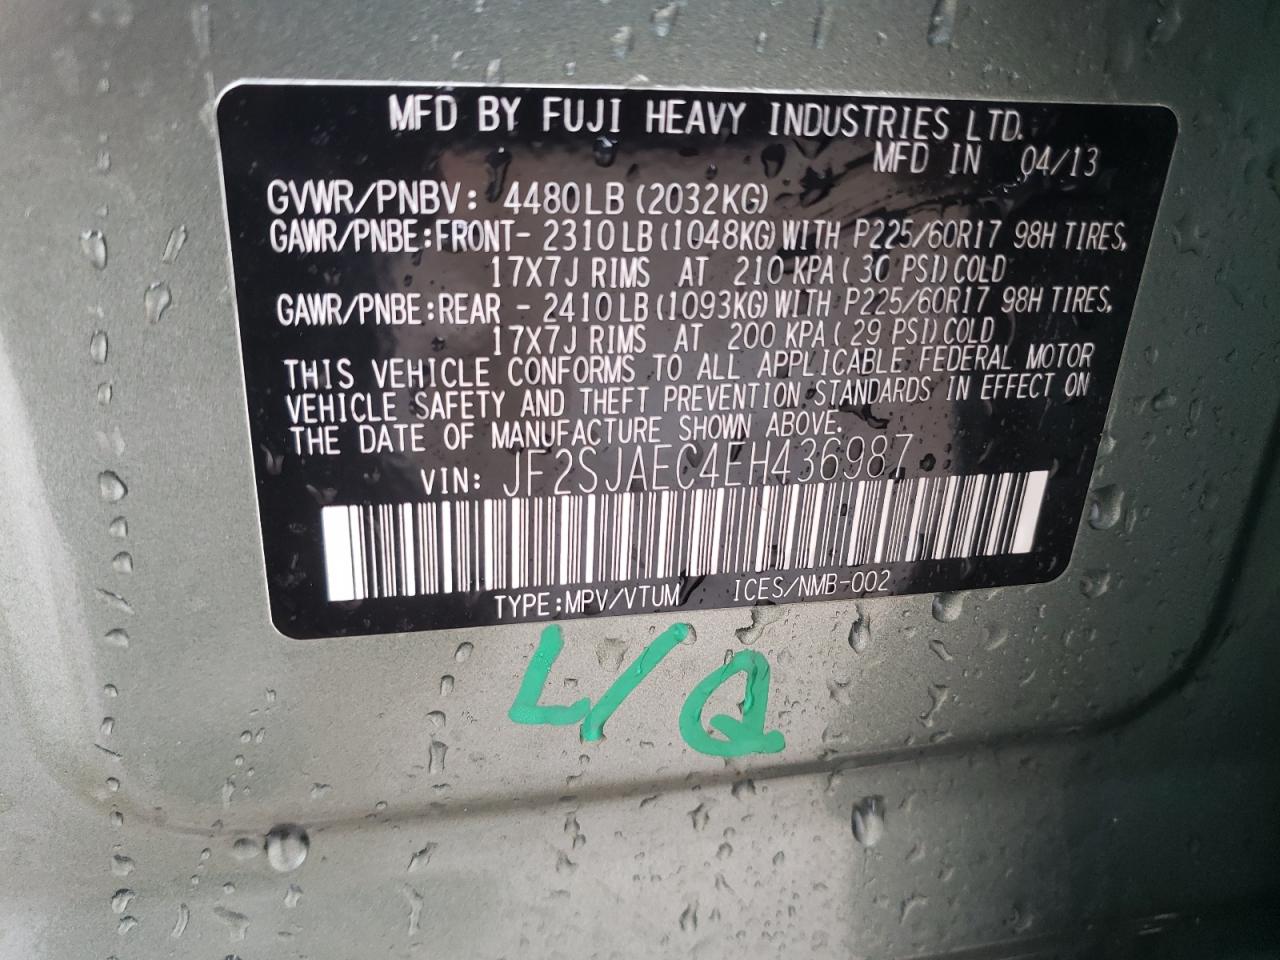 MFD BY FUJI HEAVY INDUSTRIES LTD.
MFD IN 04/13
GVWR/PNBV: 4480LB (2032KG)
GAWR/PNBE:FRONT- 2310LB(1048KG)WITH P225/60R17 98H TIRES,
17X7J RIMS AT 210 KPA(30 PSI)COLD
GAWR/PNBE:REAR - 2410LB(1093KG)WITH P225/60R17 98H TIRES,
17X7J RIMS AT 200 KPA(29 PSI)COLD
THIS VEHICLE CONFORMS TO ALL APPLICABLE FEDERAL MOTOR
VEHICLE SAFETY AND THEFT PREVENTION STANDARDS IN EFFECT ON
THE DATE OF MANUFACTURE SHOWN ABOVE.
VIN: JF2SJAEC4EH436987
TYPE:MPV/VTUM ICES/NMB-002
L/Q